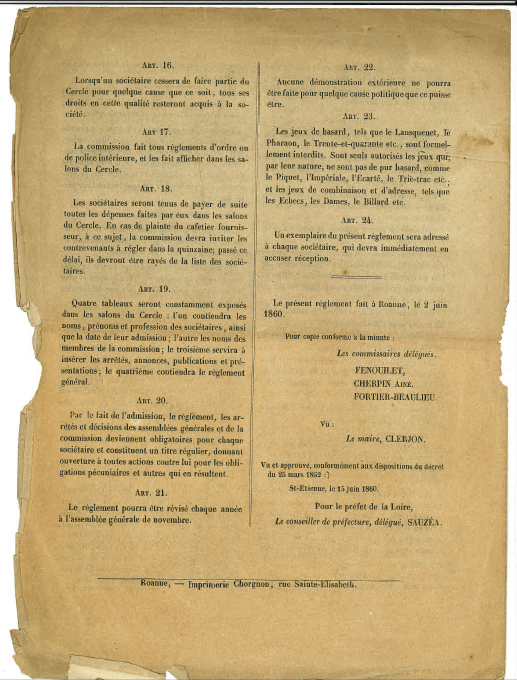 ART. 16.
Lorsqu'un sociétaire cessera de faire partie du
Cercle pour quelque cause que ce soit, tous ses
droits en cette qualité resteront acquis à la so-
ciété.
ART 17.
La commission fait tous règlements d'ordre ou
de police intérieure, et les fait afficher dans les sa-
lons du Cercle.
ART. 18.
Les sociétaires seront tenus de payer de suite
toutes les dépenses faites par eux dans les salons
du Cercle. En cas de plainte du cafetier fournis-
seur, à ce sujet, la commission devra inviter les
contrevenants à régler dans la quinzaine; passé ce
délai, ils devront être rayés de la liste des socié-
taires.
ART. 19.
Quatre tableaux seront constamment exposés
dans les salons du Cercle : l'un contiendra les
noms, prénoms et profession des sociétaires, ainsi
que la date de leur admission; l'autre les noms des
membres de la commission; le troisième servira à
insérer les arrêtés, annonces, publications et pré-
sentations; le quatrième contiendra le règlement
général.
ART. 20.
Par le fait de l'admission, le règlement, les ar-
rêtés et décisions des assemblées générales et de la
commission deviennent obligatoires pour chaque
sociétaire et constituent un titre régulier, donnant
ouverture à toutes actions contre lui pour les obli-
gations pécuniaires et autres qui en résultent.
ART. 21.
Le règlement pourra être révisé chaque année
à l'assemblée générale de novembre.
ART. 22.
Aucune démonstration extérieure ne pourra
être faite pour quelque cause politique que ce puisse
être.
ART. 23.
Les jeux de hasard, tels que le Lansquenet, le
Pharaon, le Trente-et-quarante etc., sont formel-
lement interdits. Sont seuls autorisés les jeux qui,
par leur nature, ne sont pas de pur hasard, comme
le Piquet, l'Impériale, l'Ecarté, le Tric-trac etc.;
et les jeux de combinaison et d'adresse, tels que
les Echecs, les Dames, le Billard etc.
ART. 24.
Un exemplaire du présent règlement sera adressé
à chaque sociétaire, qui devra immédiatement en
accuser réception.
Le présent règlement fait à Roanne, le 2 juin
1860.
Pour copie conforme à la minute :
Les commissaires délégués.
FENOUILET,
CHERPIN AINÉ.
FORTIER-BEAULIEU.
Vu :
Le maire, CLERJON.
Vu et approuvé, conformément aux dispositions du décret
du 25 mars 1852 :
St-Etienne, le 15 juin 1860.
Pour le préfet de la Loire,
Le conseiller de préfecture, délégué, SAUZÉA.
Roanne, — Imprimerie Chorgnon, rue Sainte-Elisabeth.